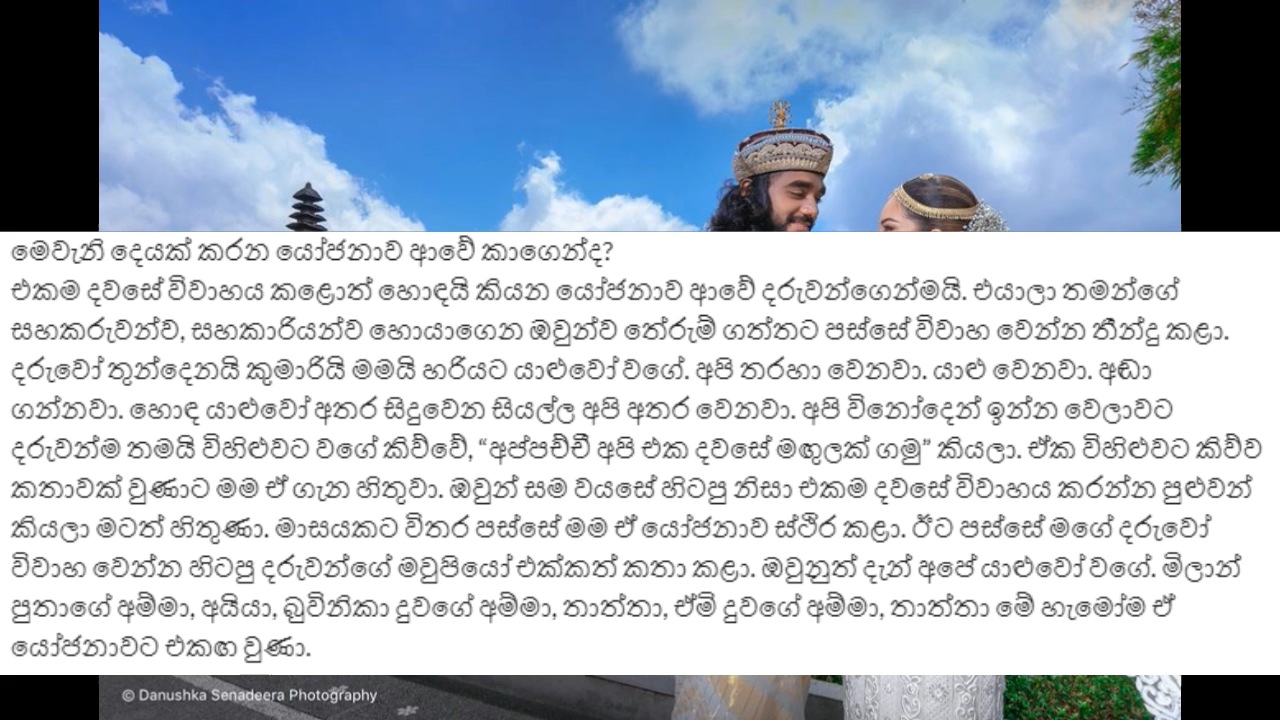 මෙවැනි දෙයක් කරන යෝජනාව ආවේ කාගෙන්ද?
එකම දවසේ විවාහය කළොත් හොඳයි කියන යෝජනාව ආවේ දරුවන්ගෙන්මයි. එයාලා තමන්ගේ
සහකරුවන්ව, සහකාරියන්ව හොයාගෙන ඔවුන්ව තේරුම් ගත්තට පස්සේ විවාහ වෙන්න තීන්දු කළා.
දරුවෝ තුන්දෙනයි කුමාරියි මමයි හරියට යාළුවෝ වගේ. අපි තරහා වෙනවා. යාළු වෙනවා. අඬා
ගන්නවා. හොඳ යාළුවෝ අතර සිදුවෙන සියල්ල අපි අතර වෙනවා. අපි විනෝදෙන් ඉන්න වෙලාවට
දරුවන්ම තමයි විහිළුවට වගේ කිව්වේ, “අප්පච්චී අපි එක දවසේ මඟුලක් ගමු” කියලා. ඒක විහිළුවට කිව්ව
කතාවක් වුණාට මම ඒ ගැන හිතුවා. ඔවුන් සම වයසේ හිටපු නිසා එකම දවසේ විවාහය කරන්න පුළුවන්
කියලා මටත් හිතුණා. මාසයකට විතර පස්සේ මම ඒ යෝජනාව ස්ථිර කළා. ඊට පස්සේ මගේ දරුවෝ
විවාහ වෙන්න හිටපු දරුවන්ගේ මවුපියෝ එක්කත් කතා කළා. ඔවුනුත් දැන් අපේ යාළුවෝ වගේ. මිලාන්
පුතාගේ අම්මා, අයියා, බුවිනිකා දුවගේ අම්මා, තාත්තා, ඒමි දුවගේ අම්මා, තාත්තා මේ හැමෝම ඒ
යෝජනාවට එකඟ වුණා.
© Danushka Senadeera Photography